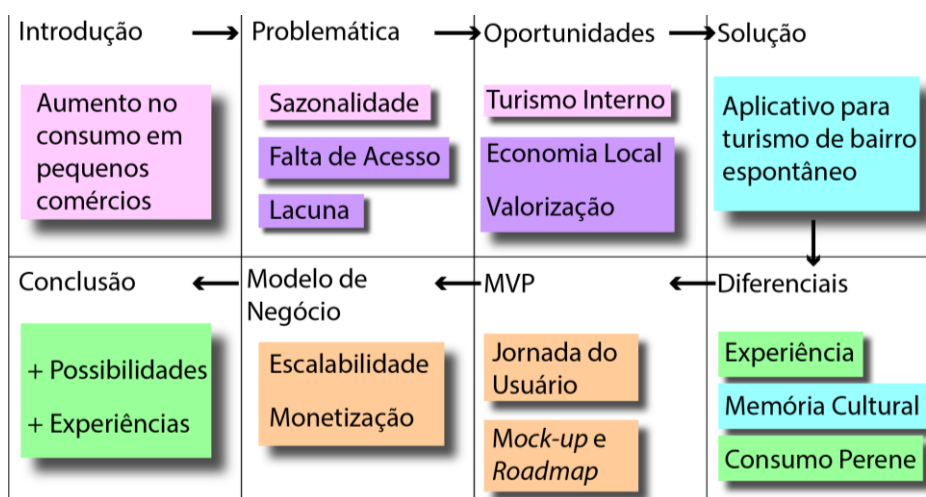 Introdução
Aumento no
consumo em
pequenos
comércios
Problemática
Sazonalidade
Falta de Acesso
Lacuna
Oportunidades
Turismo Interno
Economia Local
Valorização
Solução
Aplicativo para
turismo de bairro
espontâneo
Diferenciais
Experiência
Memória Cultural
Consumo Perene
MVP
Jornada do
Usuário
Mock-up e
Roadmap
Modelo de
Negócio
Escalabilidade
Monetização
Conclusão
+ Possibilidades
+ Experiências